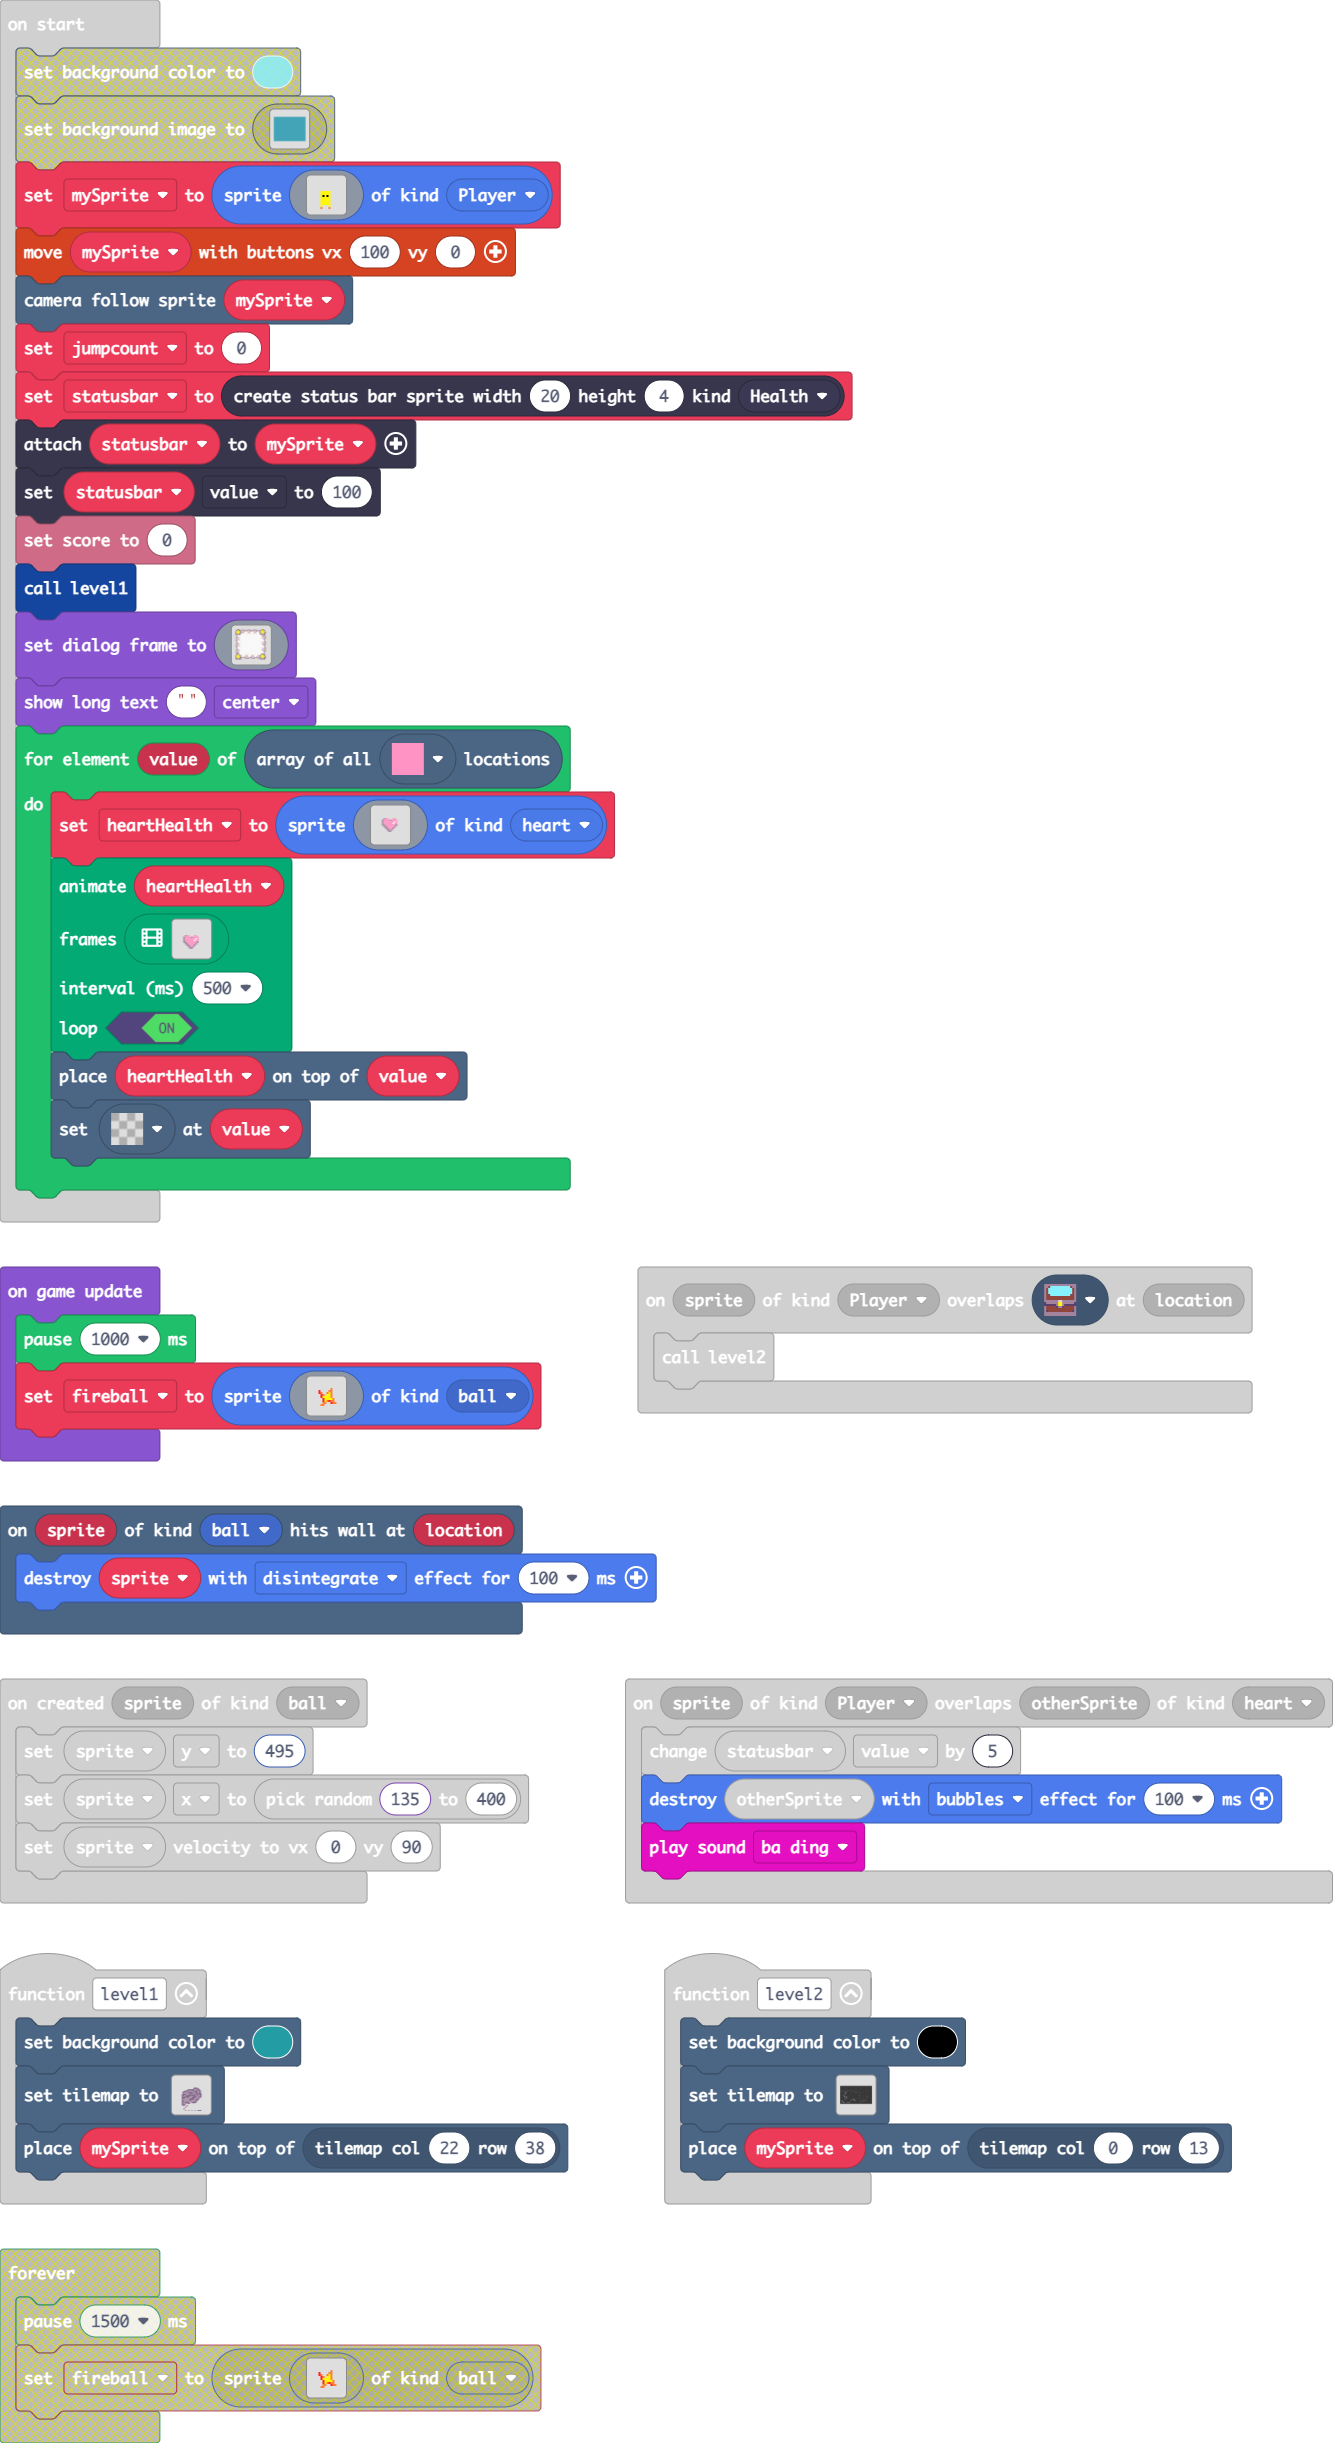 on start
set background color to
set background image to
set mySprite to sprite of kind Player
move mySprite with buttons vx 100 vy 0
camera follow sprite mySprite
set jumpcount to 0
set statusbar to create status bar sprite width 20 height 4 kind Health
attach statusbar to mySprite
set statusbar value to 100
set score to 0
call level1
set dialog frame to
show long text " " center
for element value of array of all locations
do
set heartHealth to sprite of kind heart
animate heartHealth
frames
interval (ms) 500
loop ON
place heartHealth on top of value
set at value
on game update
pause 1000 ms
set fireball to sprite of kind ball
on sprite of kind Player overlaps at location
call level2
on sprite of kind ball hits wall at location
destroy sprite with disintegrate effect for 100 ms
on created sprite of kind ball
set sprite y to 495
set sprite x to pick random 135 to 400
set sprite velocity to vx 0 vy 90
on sprite of kind Player overlaps otherSprite of kind heart
change statusbar value by 5
destroy otherSprite with bubbles effect for 100 ms
play sound ba ding
function level1
set background color to
set tilemap to
place mySprite on top of tilemap col 22 row 38
function level2
set background color to
set tilemap to
place mySprite on top of tilemap col 0 row 13
forever
pause 1500 ms
set fireball to sprite of kind ball